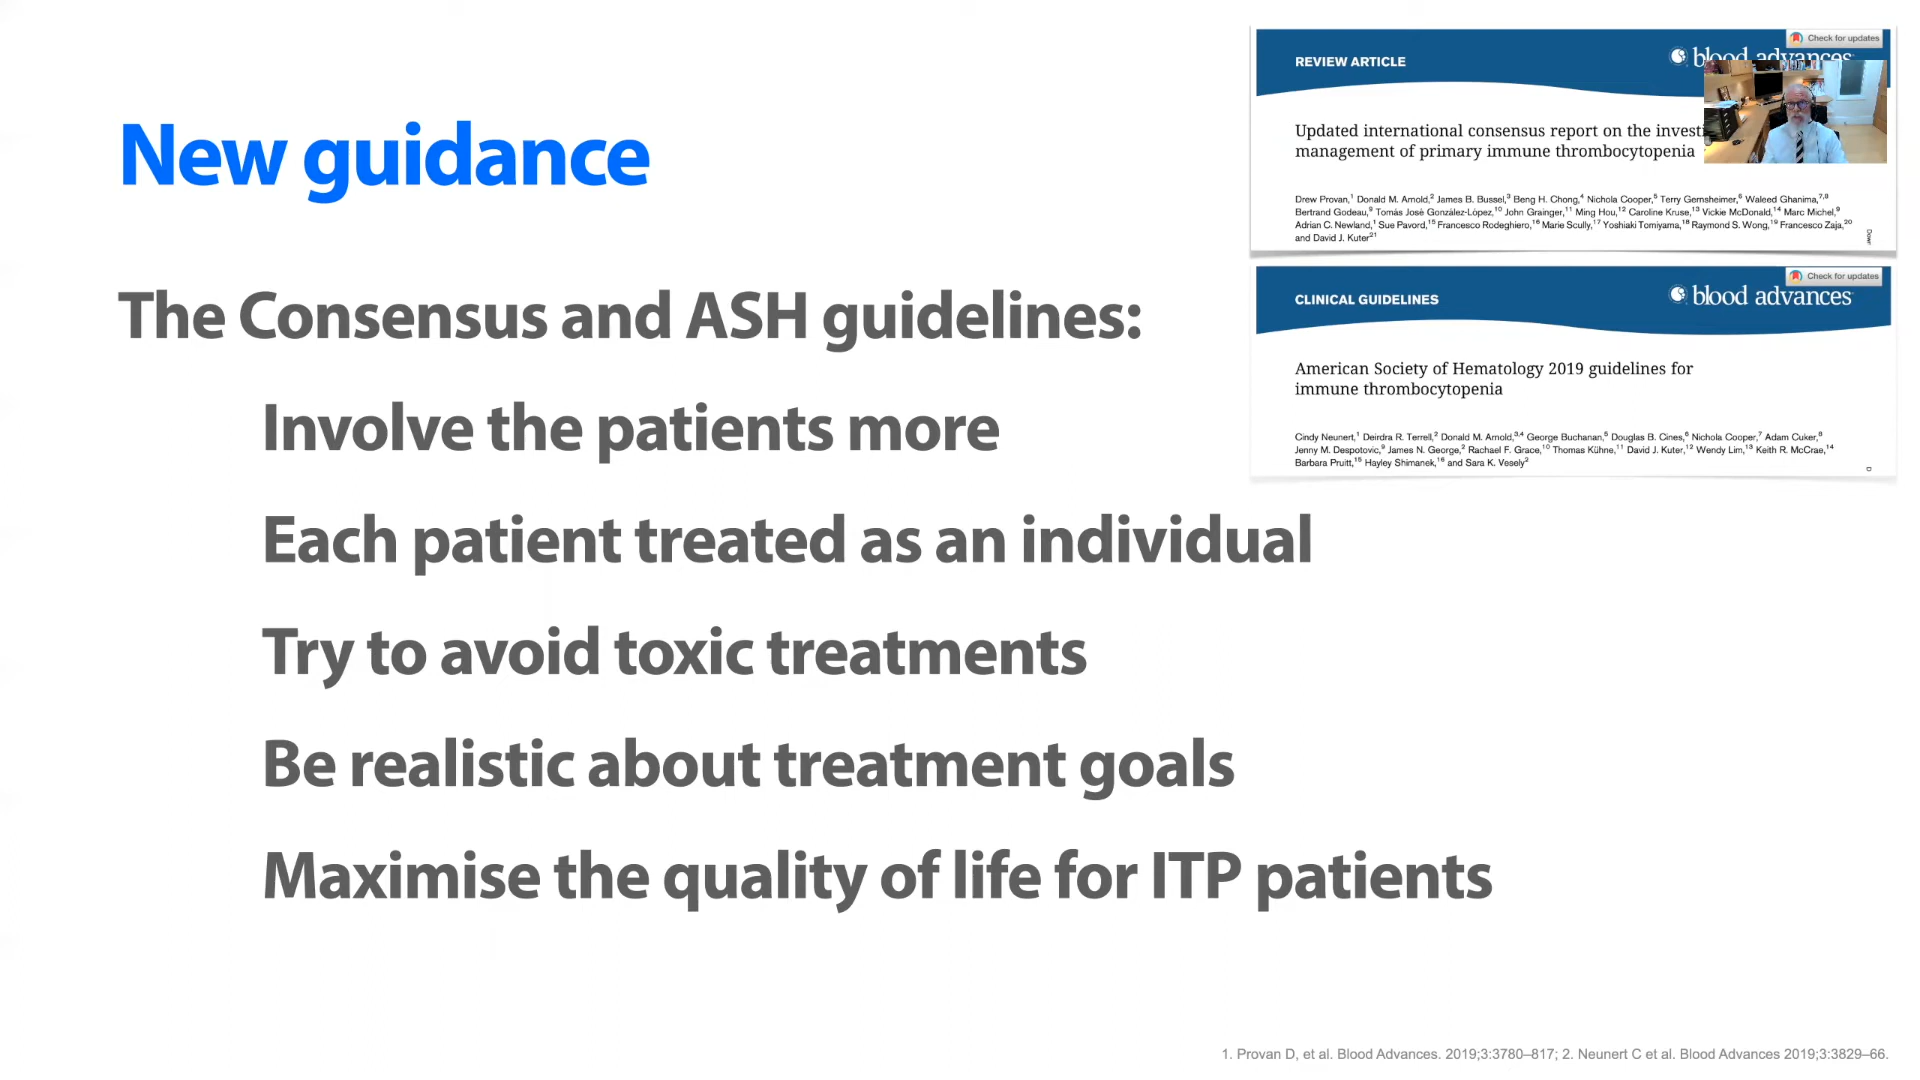 New guidance
The Consensus and ASH guidelines:
Involve the patients more
Each patient treated as an individual
Try to avoid toxic treatments
Be realistic about treatment goals
Maximise the quality of life for ITP patients
Check for updates
REVIEW ARTICLE
blood advances
Updated international consensus report on the
management of primary immune thrombocytopenia
Drew Provan,1 Donald M. Arnold,2 James B. Bussel,3 Beng H. Chong,4 Nichola Cooper,5 Terry Gernsheimer,6 Waleed Ghanima,7,8
Bertrand Godeau,9 Tomás José González-López,10 John Grainger,11 Ming Hou,12 Caroline Kruse,13 Vickie McDonald,14 Marc Michel,9
Adrian C. Newland,1 Sue Pavord,15 Francesco Rodeghiero,16 Marie Scully,17 Yoshiaki Tomiyama,18 Raymond S. Wong,19 Francesco Zaja,20
and David J. Kuter21
Check for updates
CLINICAL GUIDELINES
blood advances
American Society of Hematology 2019 guidelines for
immune thrombocytopenia
Cindy Neunert,1 Deirdra R. Terrell,2 Donald M. Arnold,3,4 George Buchanan,5 Douglas B. Cines,6 Nichola Cooper,7 Adam Cuker,8
Jenny M. Despotovic,9 James N. George,2 Rachael F. Grace,10 Thomas Kühne,11 David J. Kuter,12 Wendy Lim,13 Keith R. McCrae,14
Barbara Pruitt,15 Hayley Shimanek,16 and Sara K. Vesely2
1. Provan D, et al. Blood Advances. 2019;3:3780–817; 2. Neunert C et al. Blood Advances 2019;3:3829–66.